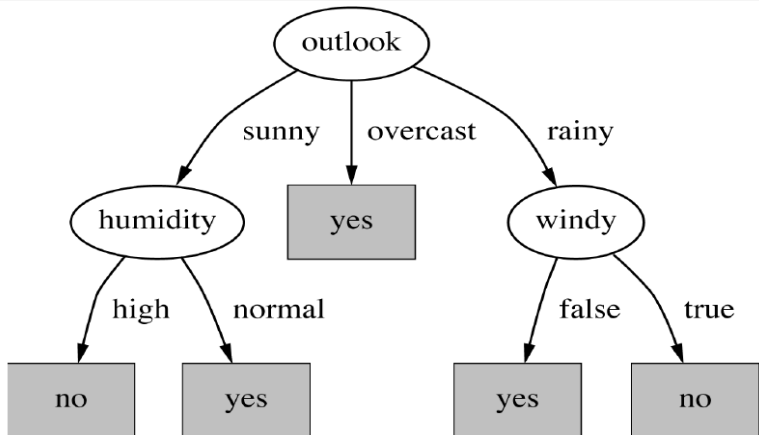 outlook
sunny overcast rainy
humidity yes windy
high normal false true
no yes yes no